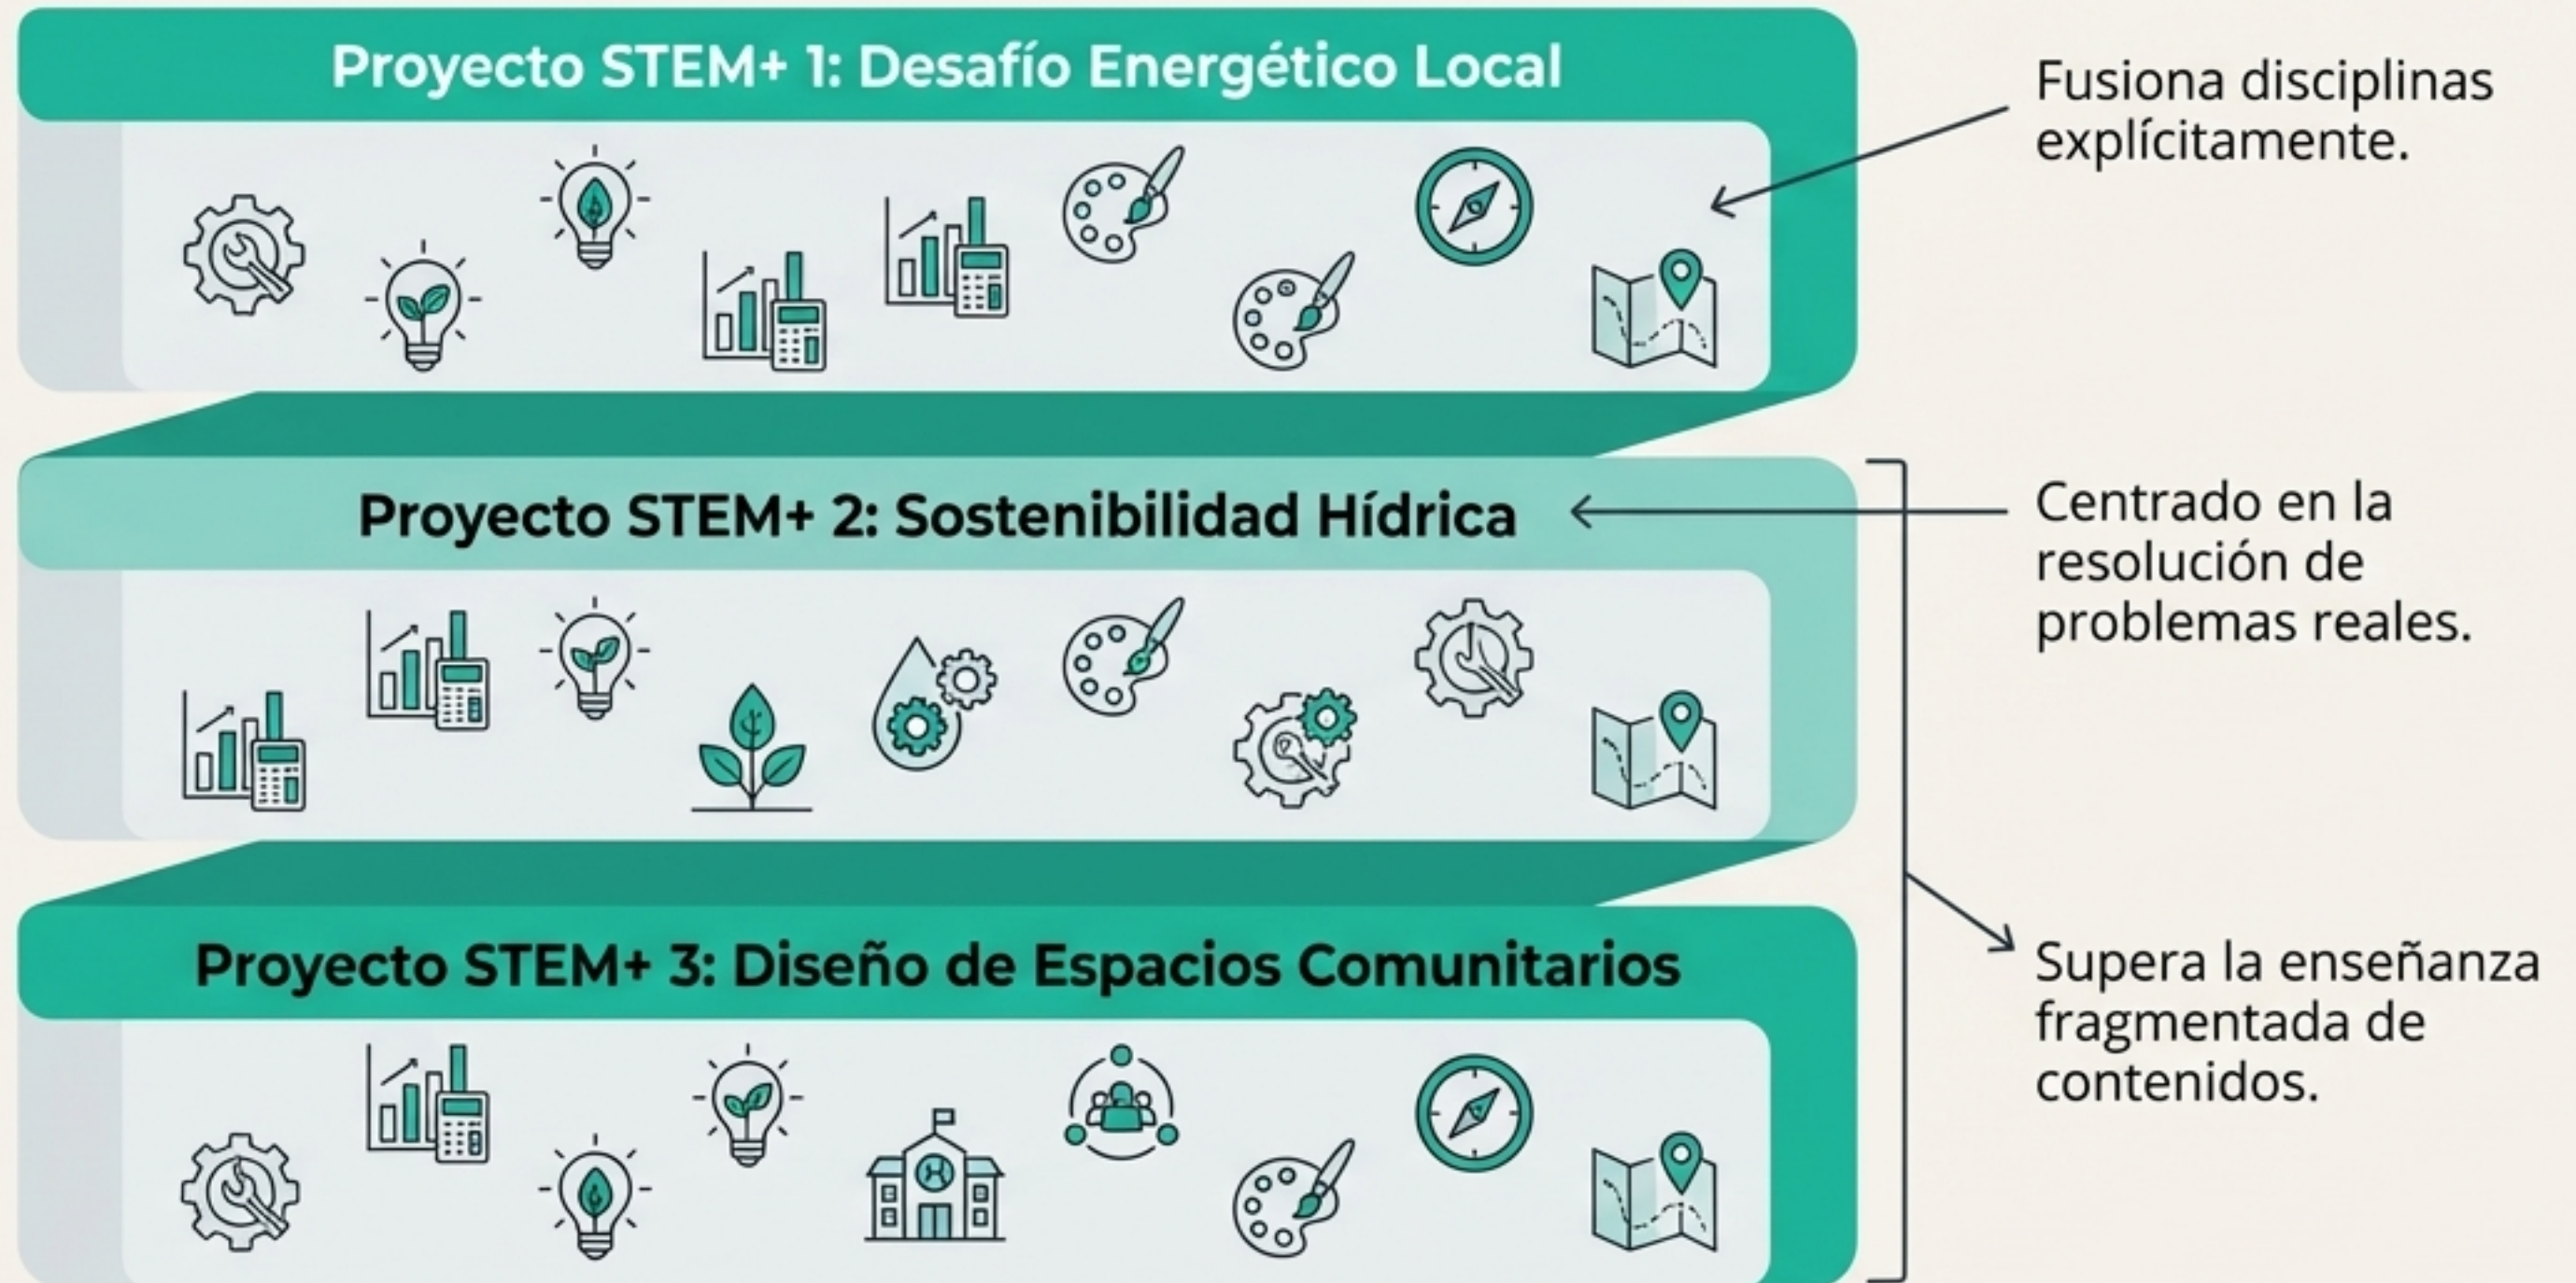 Proyecto STEM+ 1: Desafío Energético Local
Fusiona disciplinas
explícitamente.
Proyecto STEM+ 2: Sostenibilidad Hídrica
Centrado en la
resolución de
problemas reales.
Proyecto STEM+ 3: Diseño de Espacios Comunitarios
Supera la enseñanza
fragmentada de
contenidos.